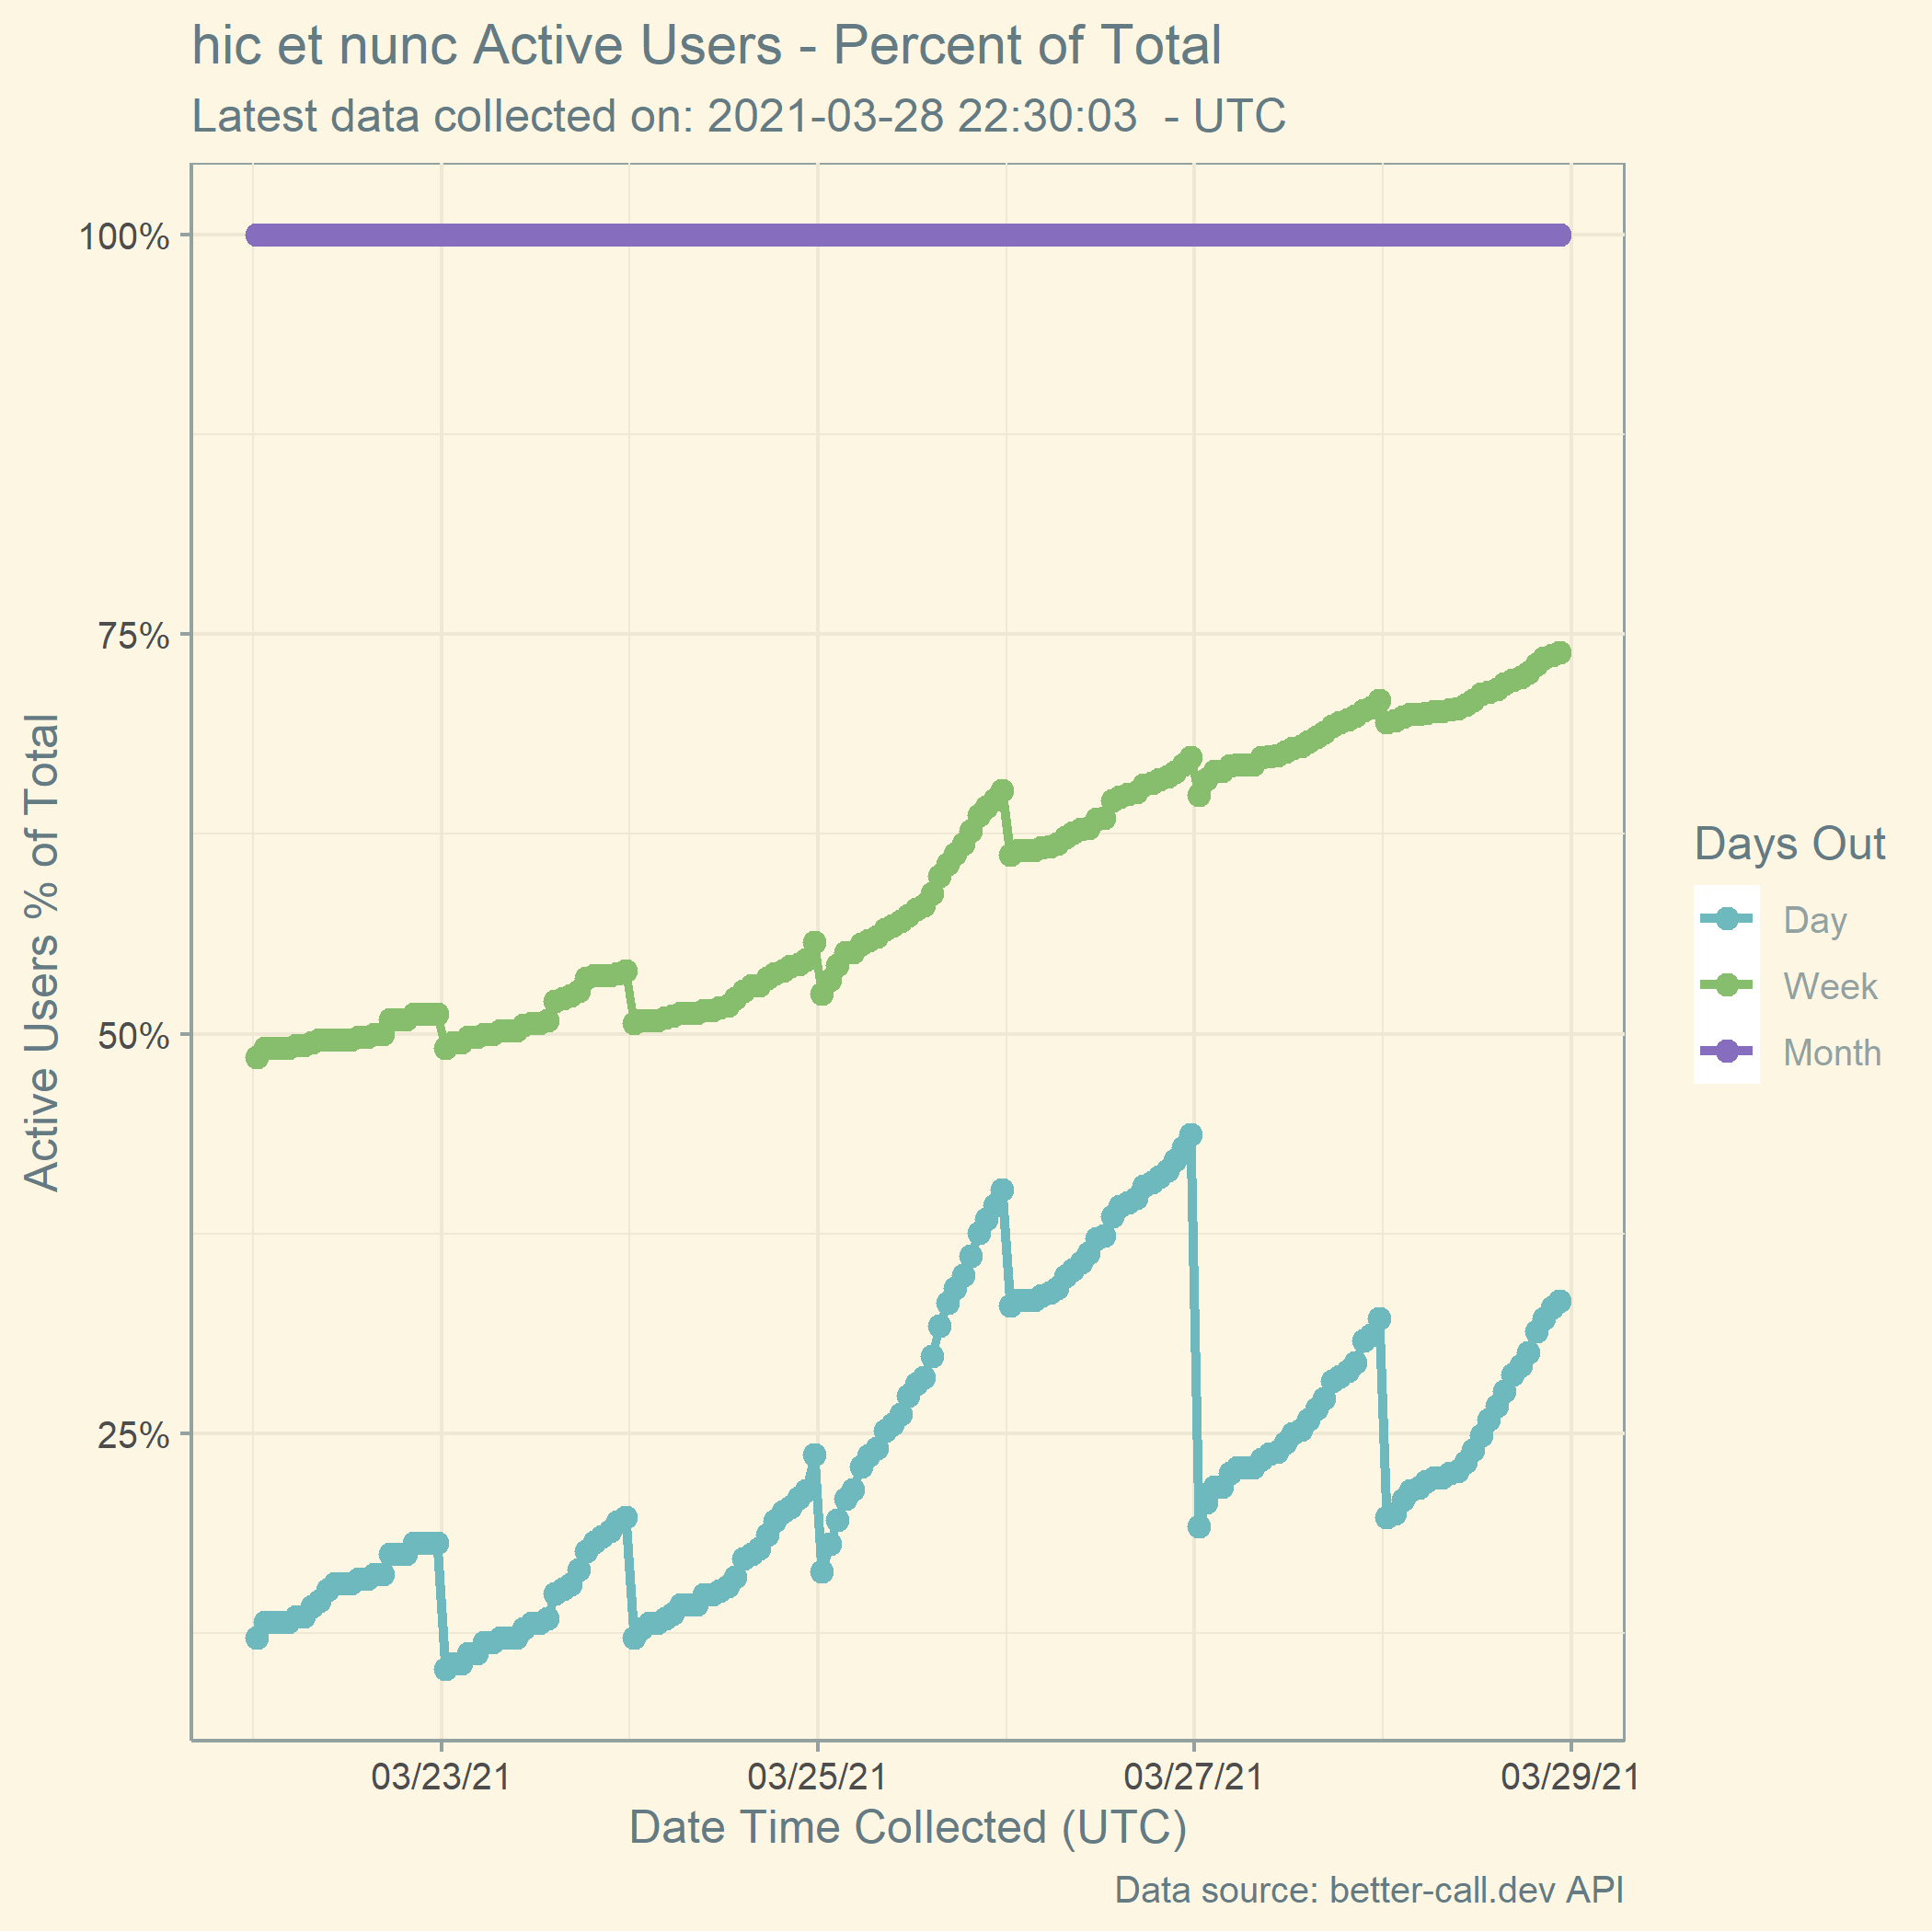 hic et nunc Active Users - Percent of Total
Latest data collected on: 2021-03-28 22:30:03  - UTC
Active Users % of Total
100%
75%
50%
25%
03/23/21
03/25/21
03/27/21
03/29/21
Date Time Collected (UTC)
Days Out
Day
Week
Month
Data source: better-call.dev API